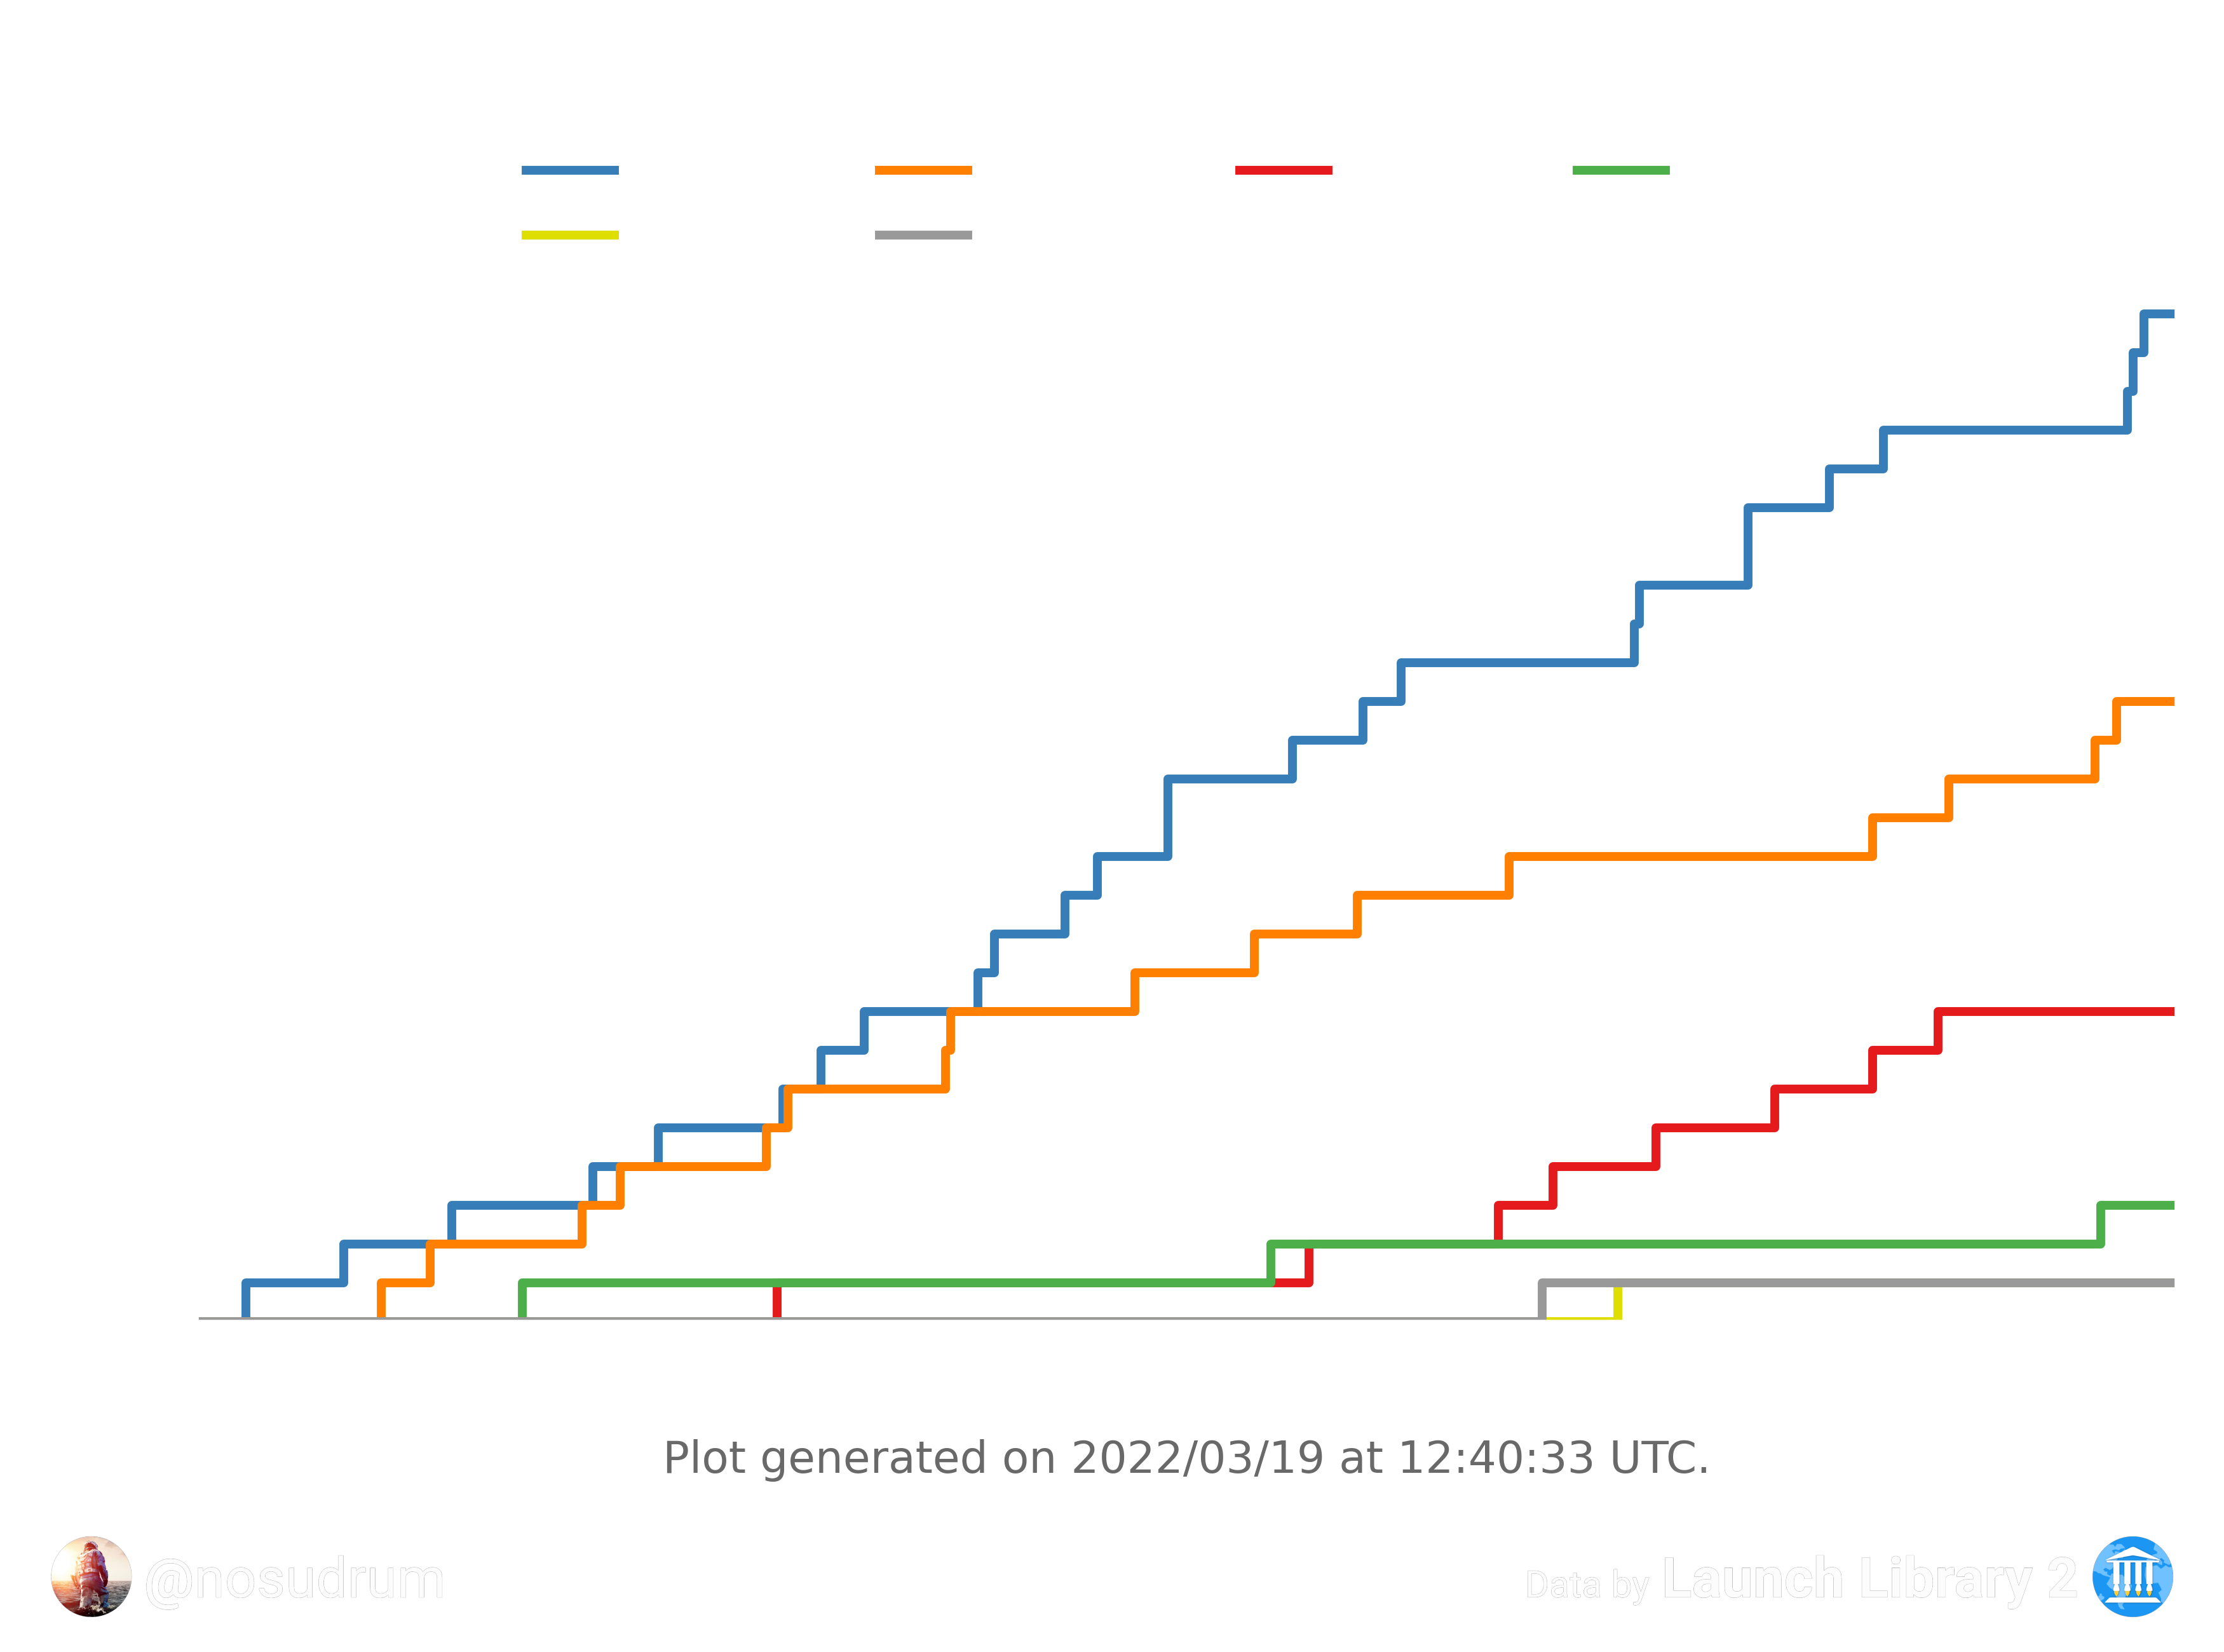 Plot generated on 2022/03/19 at 12:40:33 UTC.
@nosudrum
Data by Launch Library 2